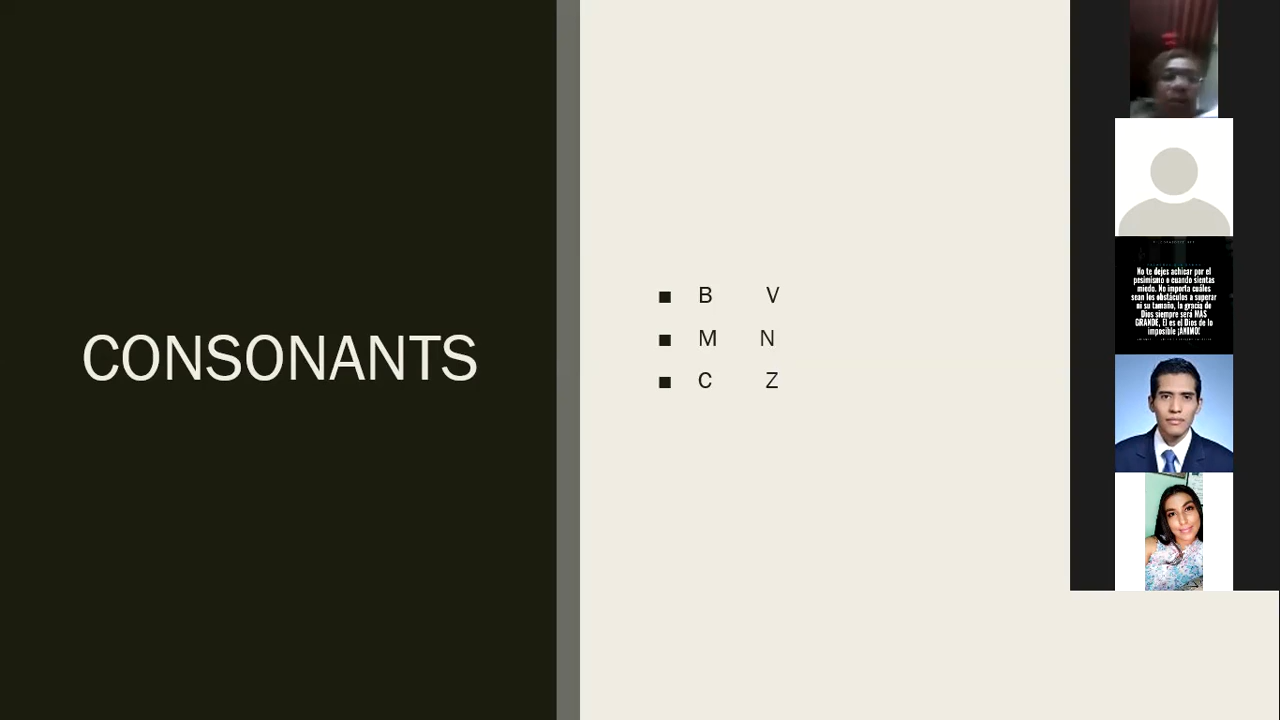 CONSONANTS
■ B V
■ M N
■ C Z
No te dejes achicar por el
pesimismo o cuando sientas
miedo. No importa cuáles
sean los obstáculos a superar
ni su tamaño, la gracia de
Dios siempre será MAS
GRANDE, Él es el Dios de lo
imposible ¡ÁNIMO!